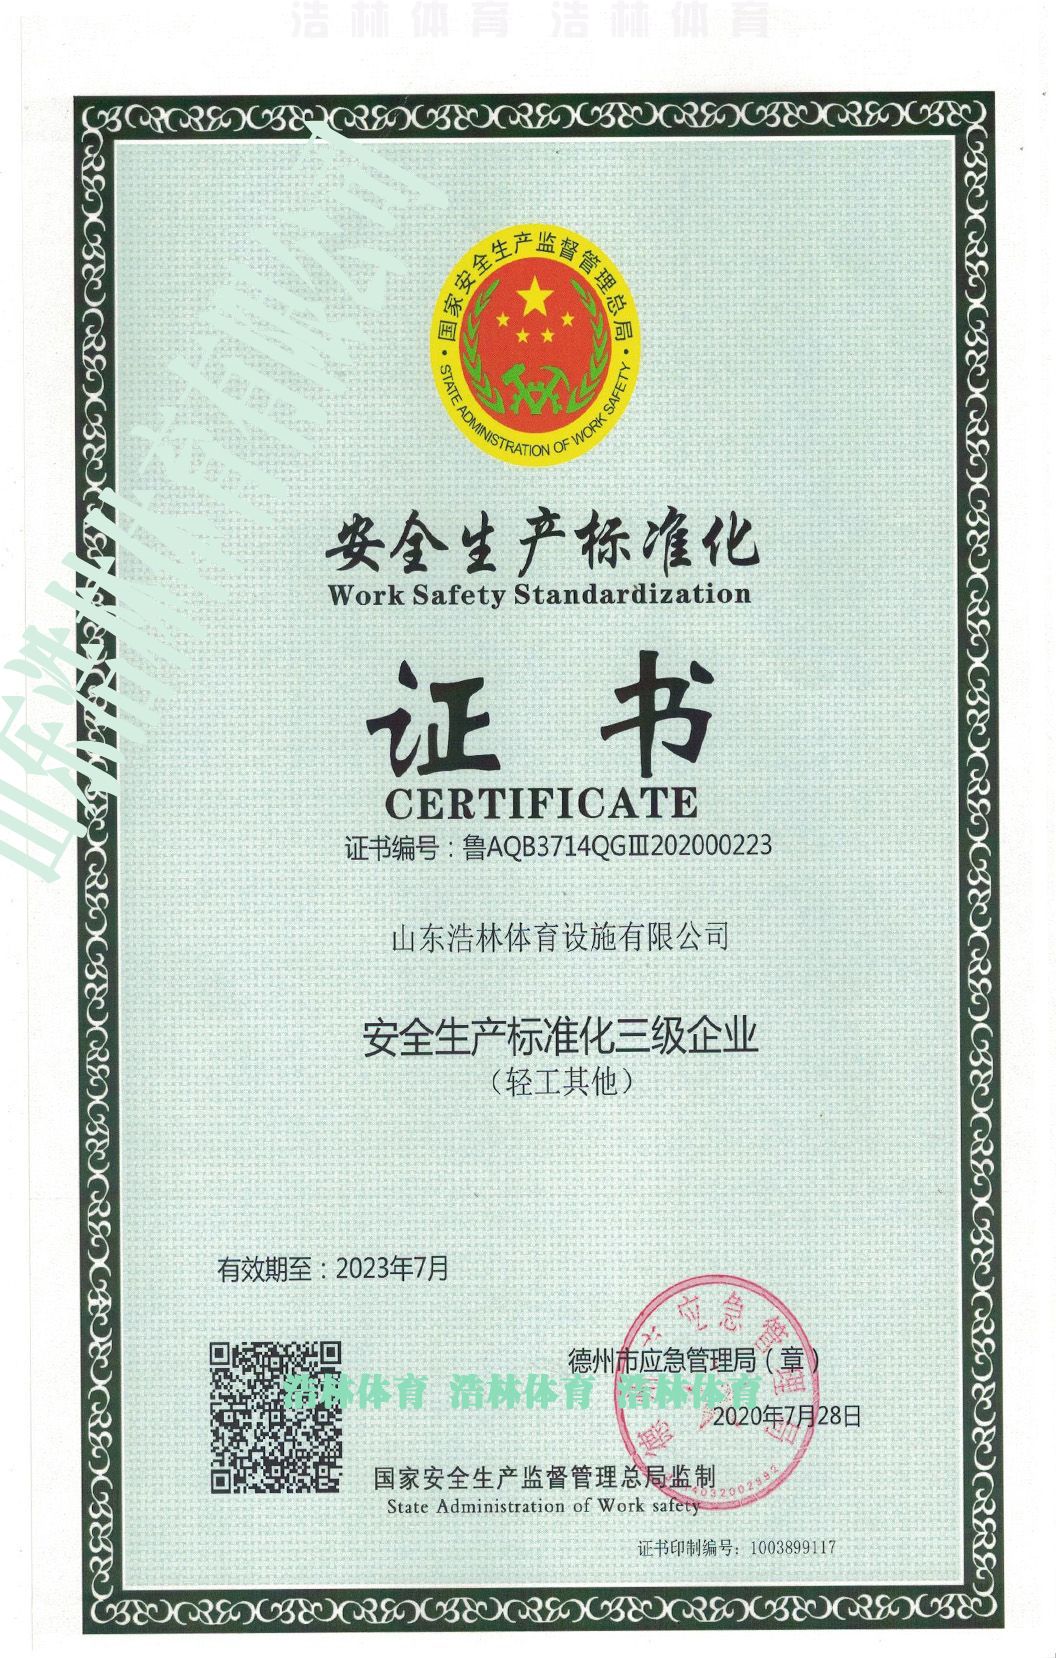 浩林体育 浩林体育
国家安全生产监督管理总局
STATE ADMINISTRATION OF WORK SAFETY
安全生产标准化
Work Safety Standardization
证书
CERTIFICATE
证书编号：鲁AQB3714QGⅢ202000223
山东浩林体育设施有限公司
安全生产标准化三级企业
（轻工其他）
有效期至：2023年7月
德州市应急管理局（章）
浩林体育 浩林体育 浩林体育
2020年7月28日
国家安全生产监督管理总局监制
State Administration of Work safety
证书印制编号：1003899117